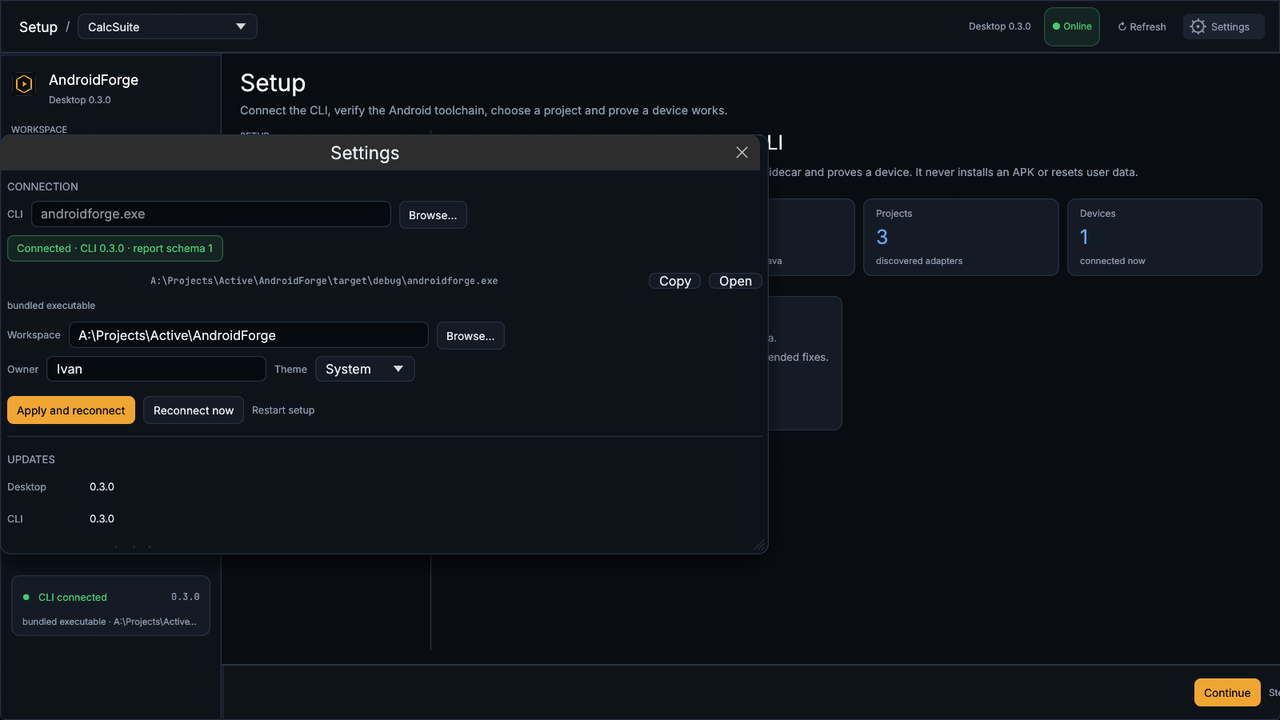 Setup / CalcSuite
Desktop 0.3.0
Online
Refresh
Settings
AndroidForge
Desktop 0.3.0
WORKSPACE
Setup
Connect the CLI, verify the Android toolchain, choose a project and prove a device works.
SETUP
LI
idecar and proves a device. It never installs an APK or resets user data.
ava
Projects
3
discovered adapters
Devices
1
connected now
a.
ended fixes.
Settings
CONNECTION
CLI androidforge.exe Browse...
Connected · CLI 0.3.0 · report schema 1
A:\Projects\Active\AndroidForge\target\debug\androidforge.exe Copy Open
bundled executable
Workspace A:\Projects\Active\AndroidForge Browse...
Owner Ivan Theme System
Apply and reconnect Reconnect now Restart setup
UPDATES
Desktop 0.3.0
CLI 0.3.0
CLI connected 0.3.0
bundled executable · A:\Projects\Active...
Continue
Ste